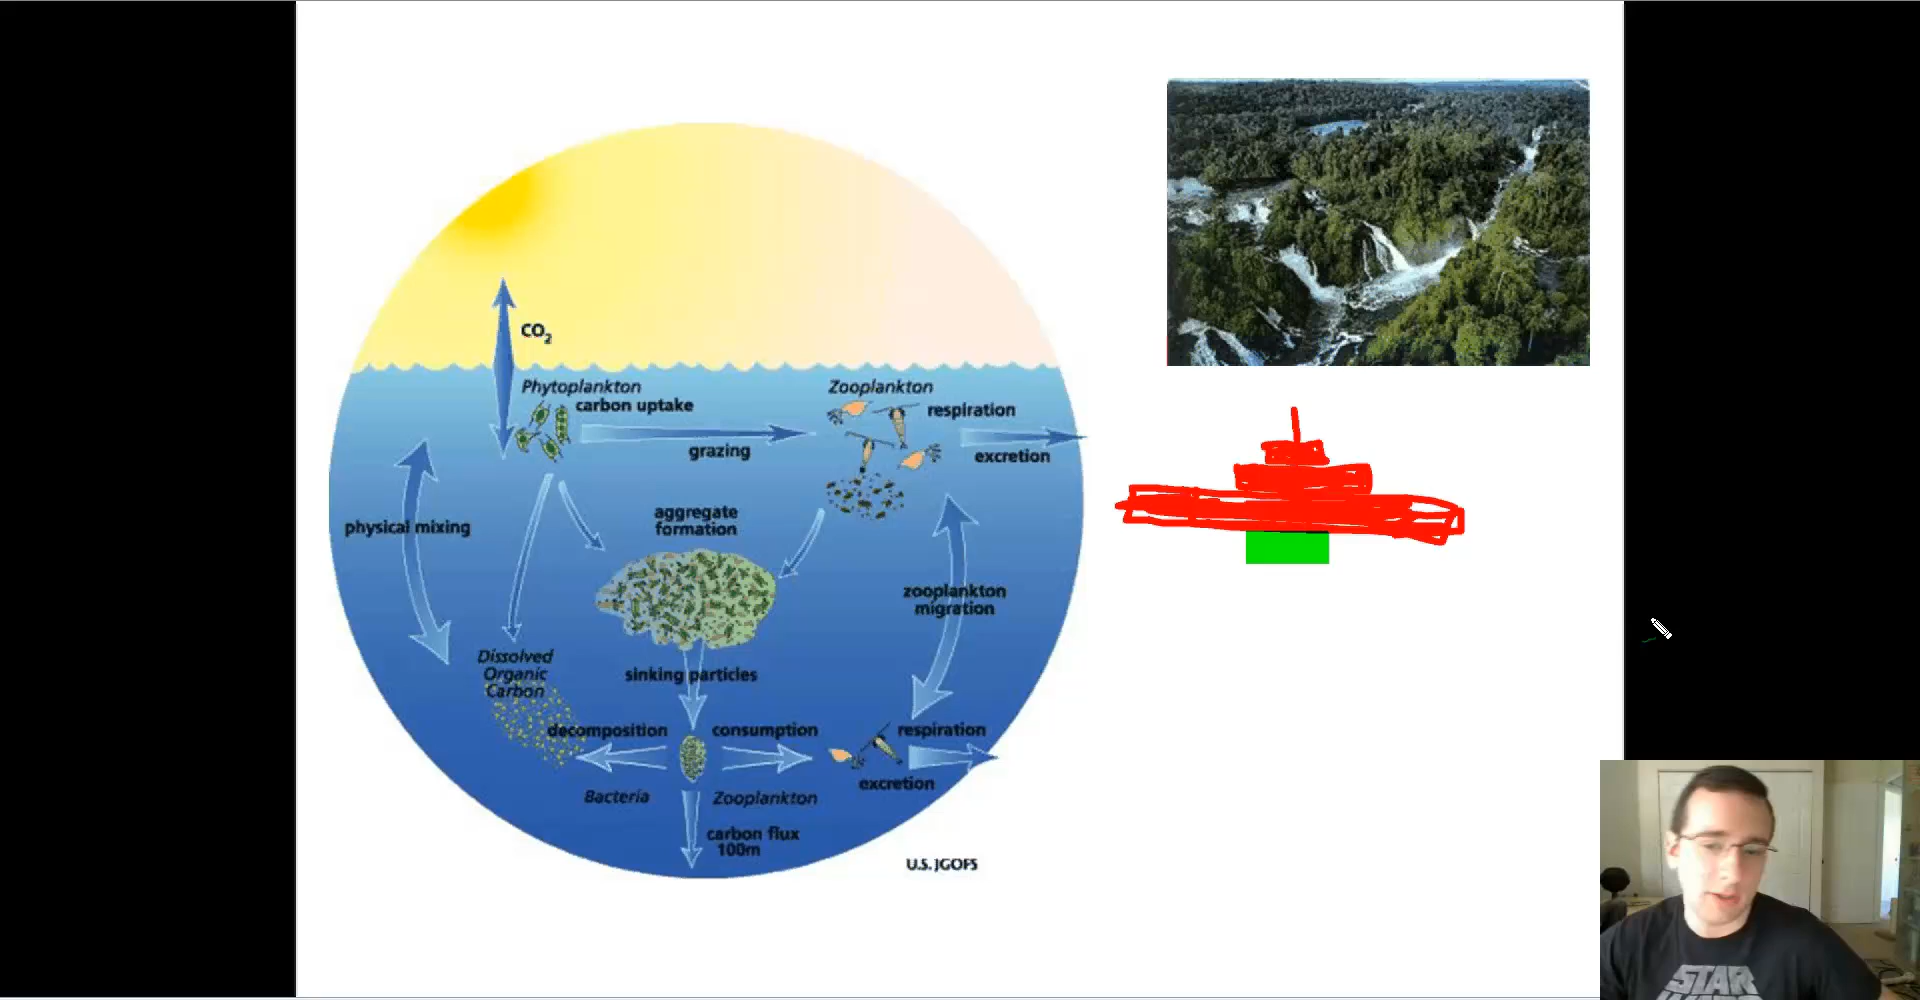 CO2
Phytoplankton
carbon uptake
Zooplankton
respiration
grazing
excretion
physical mixing
aggregate
formation
zooplankton
migration
Dissolved
Organic
Carbon
sinking particles
decomposition
consumption
respiration
excretion
Bacteria
Zooplankton
carbon flux
100m
U.S. JGOFS
STAR